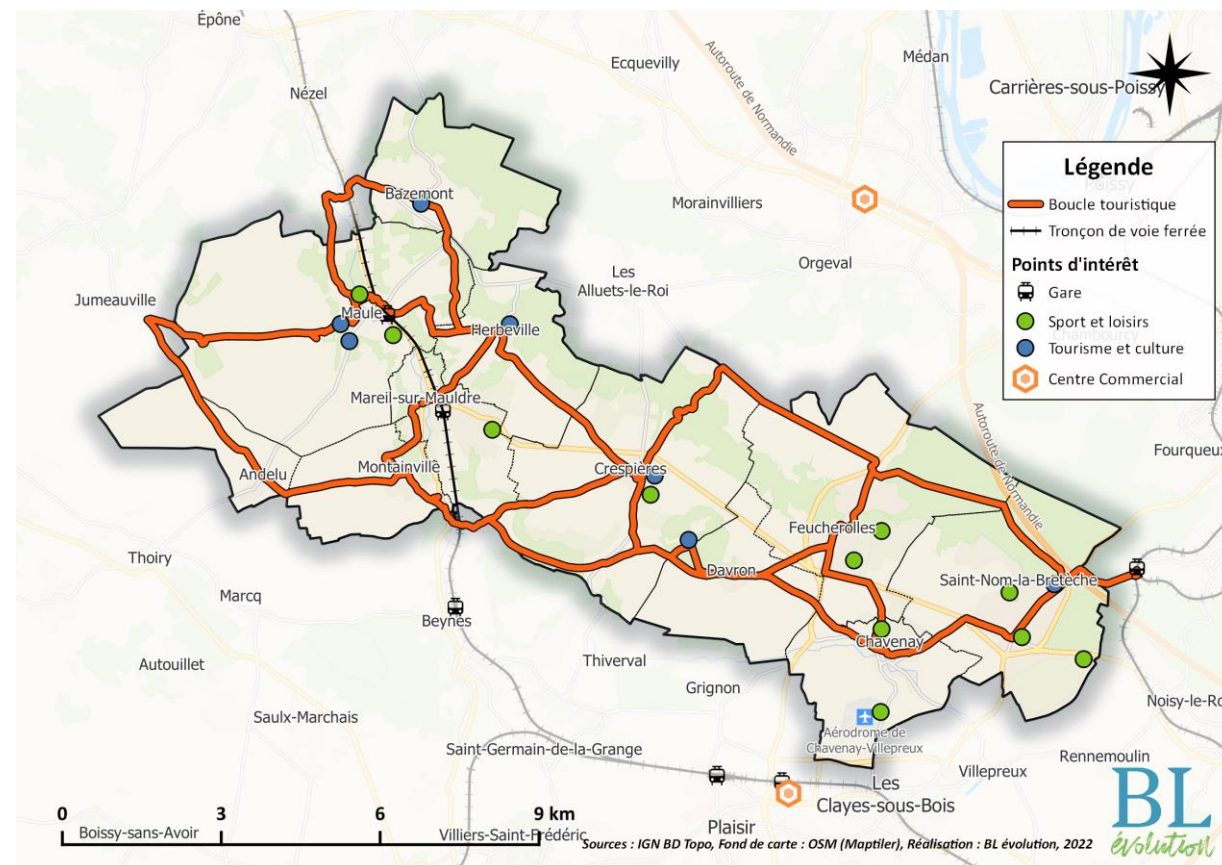 Épône
Ecquevilly
Autoroute de Normandie
Médan
Carrières-sous-Poissy
Nézel
Légende
Poissy
Boucle touristique
Tronçon de voie ferrée
Points d'intérêt
Gare
Sport et loisirs
Chambourcy
Tourisme et culture
Centre Commercial
Bazemont
Morainvilliers
Orgeval
Les
Alluets-le-Roi
Jumeauville
Maule
Herbeville
Mareil-sur-Mauldre
Autoroute de Normandie
Fourqueux
Andelu
Montainville
Crespières
Feucherolles
Thoiry
Davron
Saint-Nom-la-Bretèche
Marcq
Beynes
Chavenay
Autouillet
Thiverval
Grignon
Noisy-le-Ro
Saulx-Marchais
Aérodrome de
Chavenay-Villepreux
Saint-Germain-de-la-Grange
Rennemoulin
Villepreux
Les
Clayes-sous-Bois
Plaisir
0 3 6 9 km
Boissy-sans-Avoir
Villiers-Saint-Frédéric
Sources : IGN BD Topo, Fond de carte : OSM (Maptiler), Réalisation : BL évolution, 2022
BL
évolution